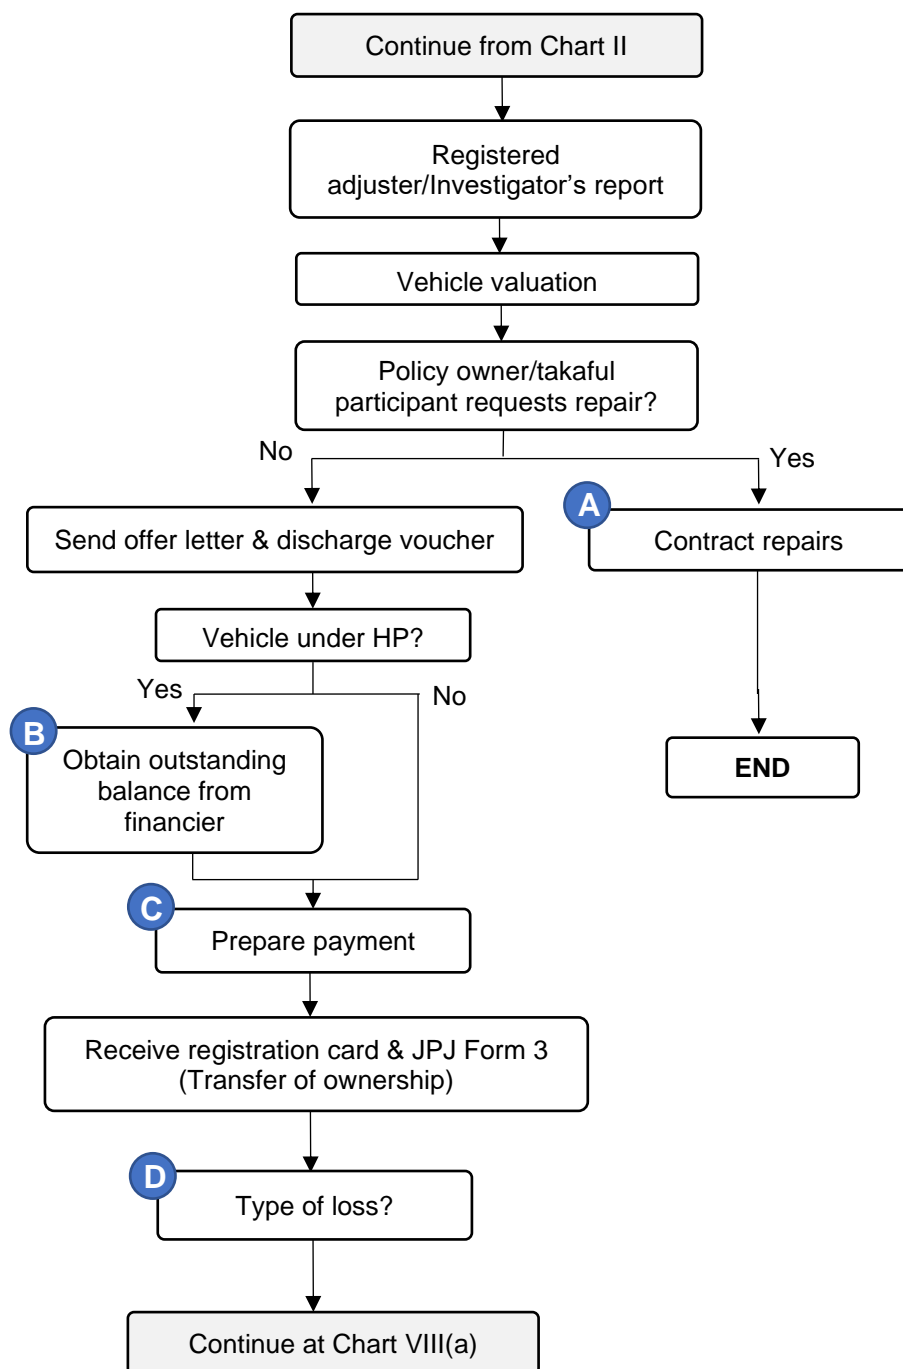 Continue from Chart II
Registered
adjuster/Investigator’s report
Vehicle valuation
Policy owner/takaful
participant requests repair?
No
Yes
A
Send offer letter & discharge voucher
Contract repairs
Vehicle under HP?
Yes
No
B
Obtain outstanding
balance from
financier
END
C
Prepare payment
Receive registration card & JPJ Form 3
(Transfer of ownership)
D
Type of loss?
Continue at Chart VIII(a)